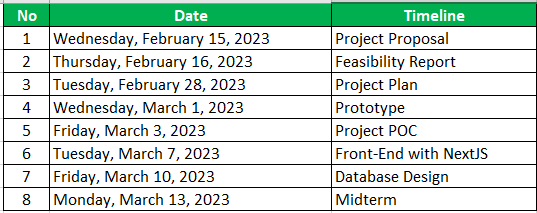 No Date Timeline
1 Wednesday, February 15, 2023 Project Proposal
2 Thursday, February 16, 2023 Feasibility Report
3 Tuesday, February 28, 2023 Project Plan
4 Wednesday, March 1, 2023 Prototype
5 Friday, March 3, 2023 Project POC
6 Tuesday, March 7, 2023 Front-End with NextJS
7 Friday, March 10, 2023 Database Design
8 Monday, March 13, 2023 Midterm